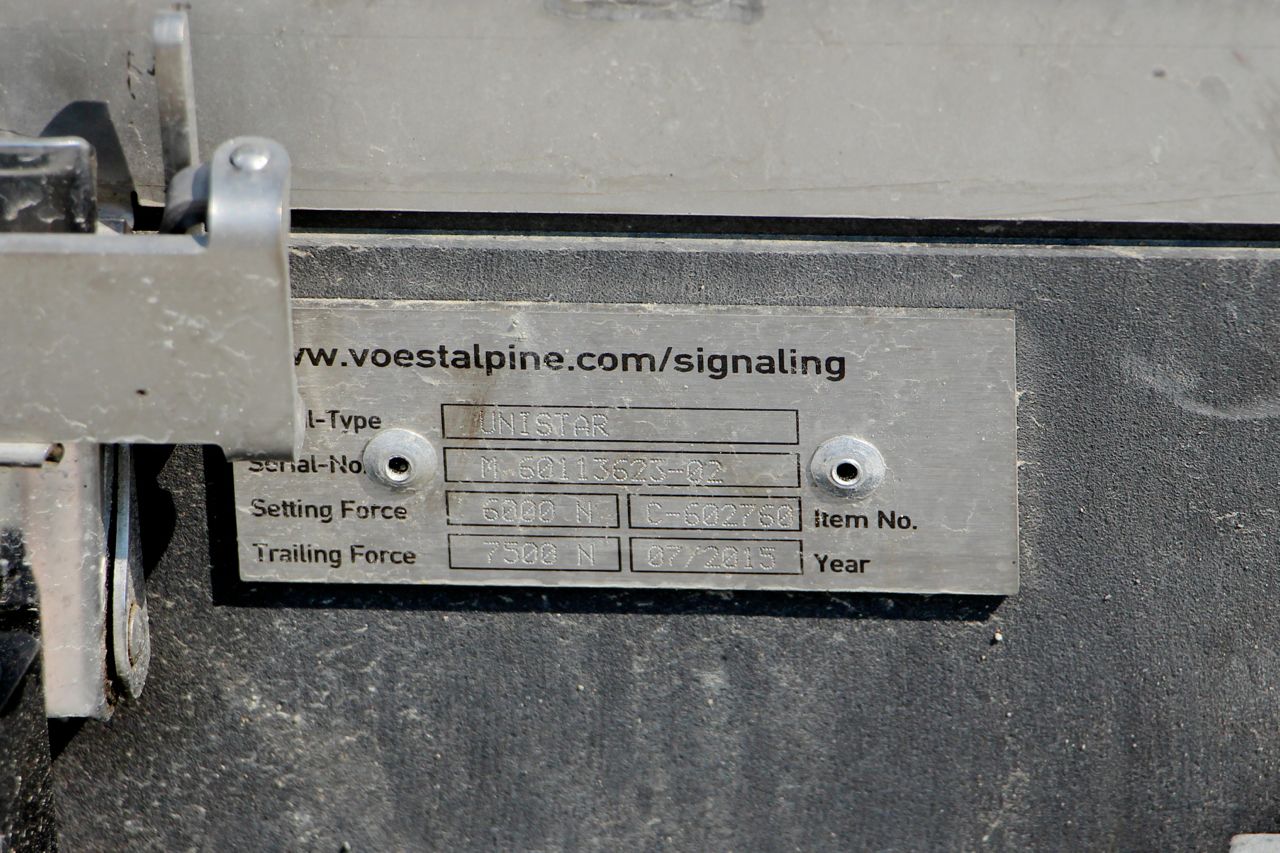 ww.voestalpine.com/signaling
l-Type UNISTAR
Serial-No. M 60113623-02
Setting Force 6000 N C-602760 Item No.
Trailing Force 7500 N 07/2015 Year